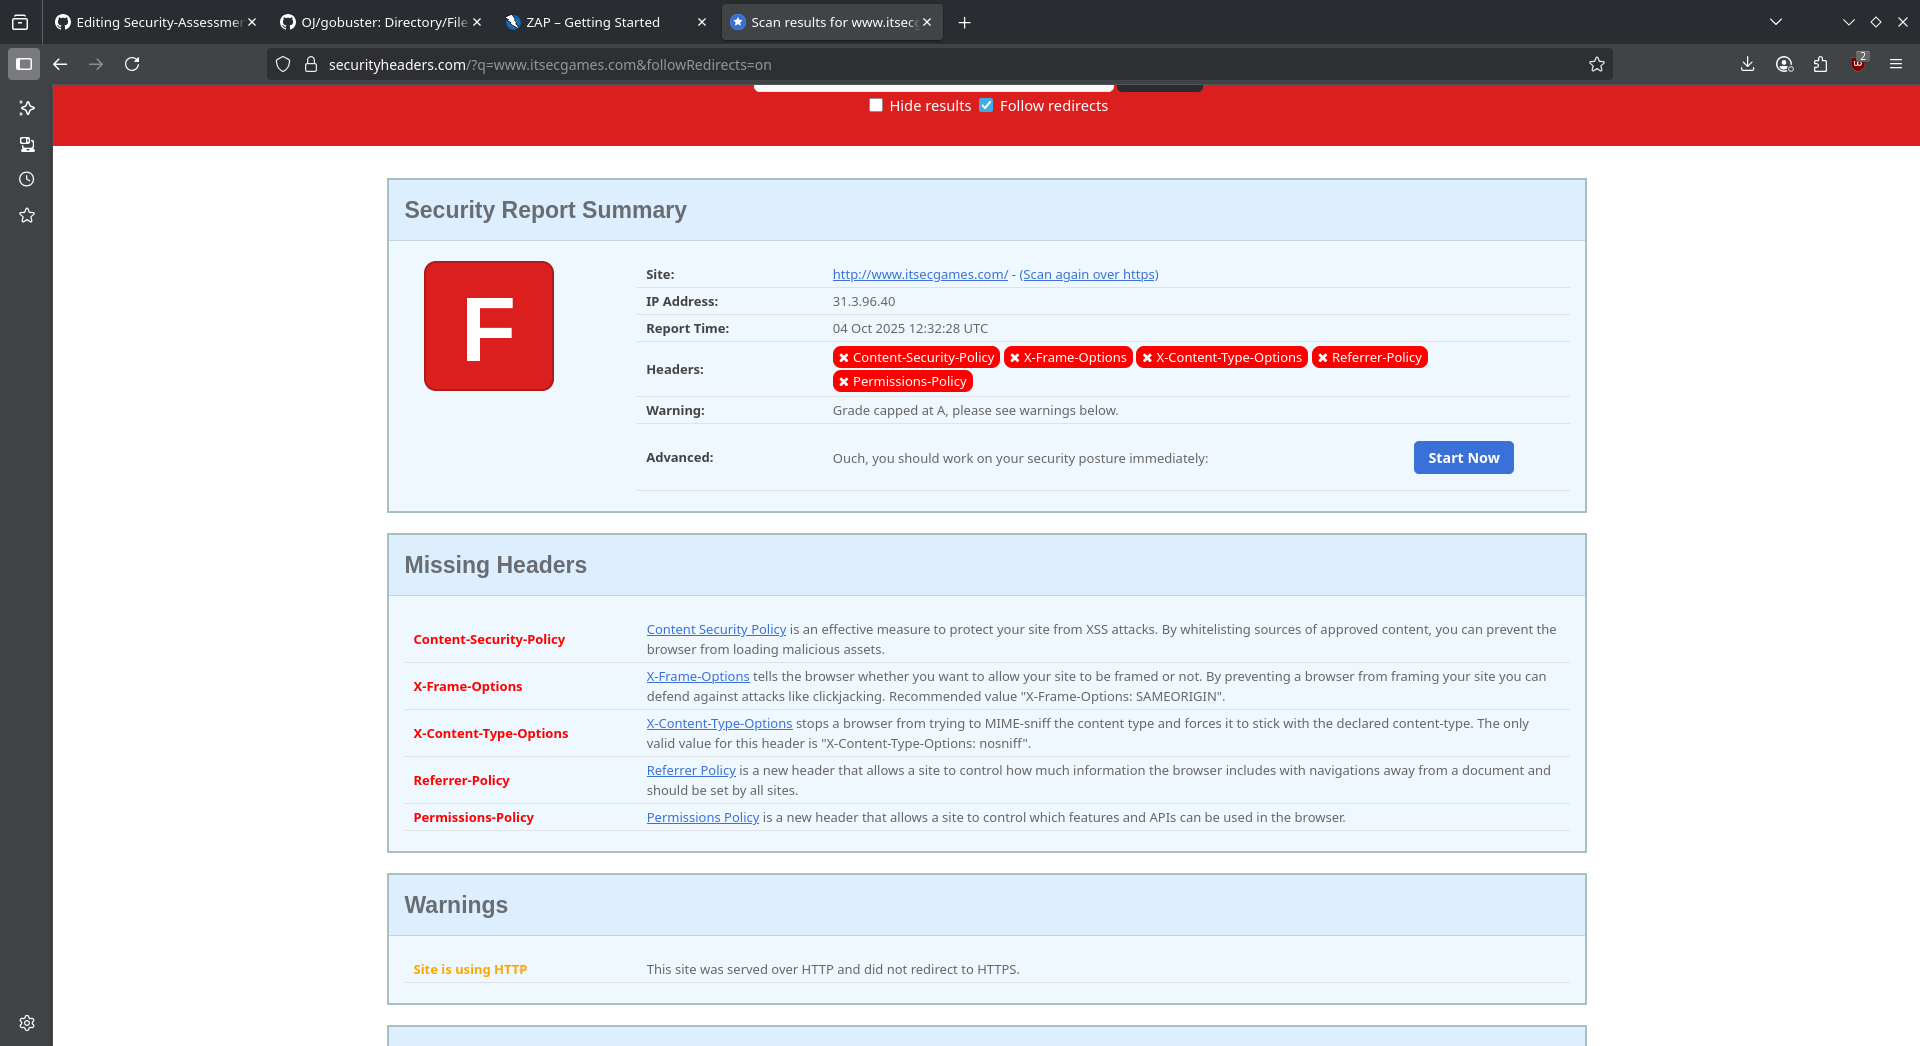 Editing Security-Assessmer
OJ/gobuster: Directory/File
ZAP – Getting Started
Scan results for www.itsecg
securityheaders.com/?q=www.itsecgames.com&followRedirects=on
2
Hide results
Follow redirects
Security Report Summary
F
Site: http://www.itsecgames.com/ - (Scan again over https)
IP Address: 31.3.96.40
Report Time: 04 Oct 2025 12:32:28 UTC
Headers: Content-Security-Policy X-Frame-Options X-Content-Type-Options Referrer-Policy
Permissions-Policy
Warning: Grade capped at A, please see warnings below.
Advanced: Ouch, you should work on your security posture immediately: Start Now
Missing Headers
Content-Security-Policy
Content Security Policy is an effective measure to protect your site from XSS attacks. By whitelisting sources of approved content, you can prevent the
browser from loading malicious assets.
X-Frame-Options
X-Frame-Options tells the browser whether you want to allow your site to be framed or not. By preventing a browser from framing your site you can
defend against attacks like clickjacking. Recommended value "X-Frame-Options: SAMEORIGIN".
X-Content-Type-Options
X-Content-Type-Options stops a browser from trying to MIME-sniff the content type and forces it to stick with the declared content-type. The only
valid value for this header is "X-Content-Type-Options: nosniff".
Referrer-Policy
Referrer Policy is a new header that allows a site to control how much information the browser includes with navigations away from a document and
should be set by all sites.
Permissions-Policy
Permissions Policy is a new header that allows a site to control which features and APIs can be used in the browser.
Warnings
Site is using HTTP
This site was served over HTTP and did not redirect to HTTPS.